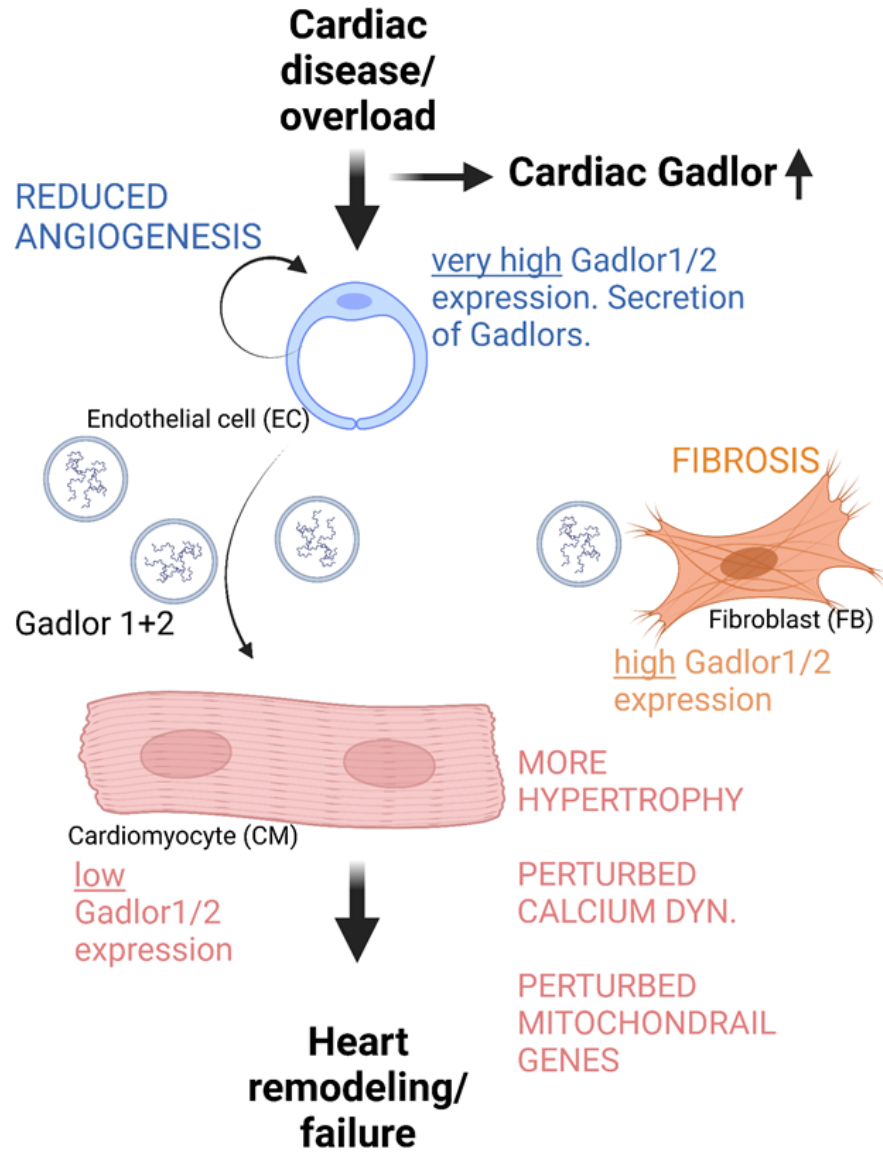 Cardiac
disease/
overload
Cardiac Gadlor
REDUCED
ANGIOGENESIS
very high Gadlor1/2
expression. Secretion
of Gadlors.
Endothelial cell (EC)
FIBROSIS
Gadlor 1+2
Fibroblast (FB)
high Gadlor1/2
expression
MORE
HYPERTROPHY
Cardiomyocyte (CM)
low
Gadlor1/2
expression
PERTURBED
CALCIUM DYN.
PERTURBED
MITOCHONDRAIL
GENES
Heart
remodeling/
failure